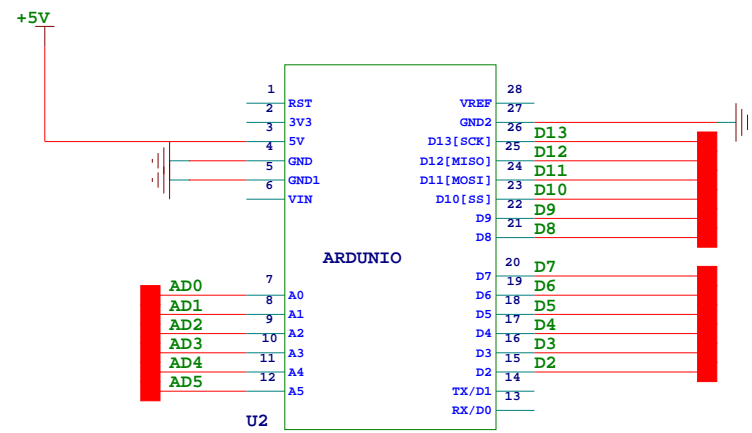 +5V
1 RST
2 3V3
3 5V
4 GND
5 GND1
6 VIN
28 VREF
27 GND2
26 D13[SCK] D13
25 D12[MISO] D12
24 D11[MOSI] D11
23 D10[SS] D10
22 D9 D9
21 D8 D8
ARDUNIO
20 D7 D7
19 D6 D6
18 D5 D5
17 D4 D4
16 D3 D3
15 D2 D2
14 TX/D1
13 RX/D0
AD0 7 A0
AD1 8 A1
AD2 9 A2
AD3 10 A3
AD4 11 A4
AD5 12 A5
U2